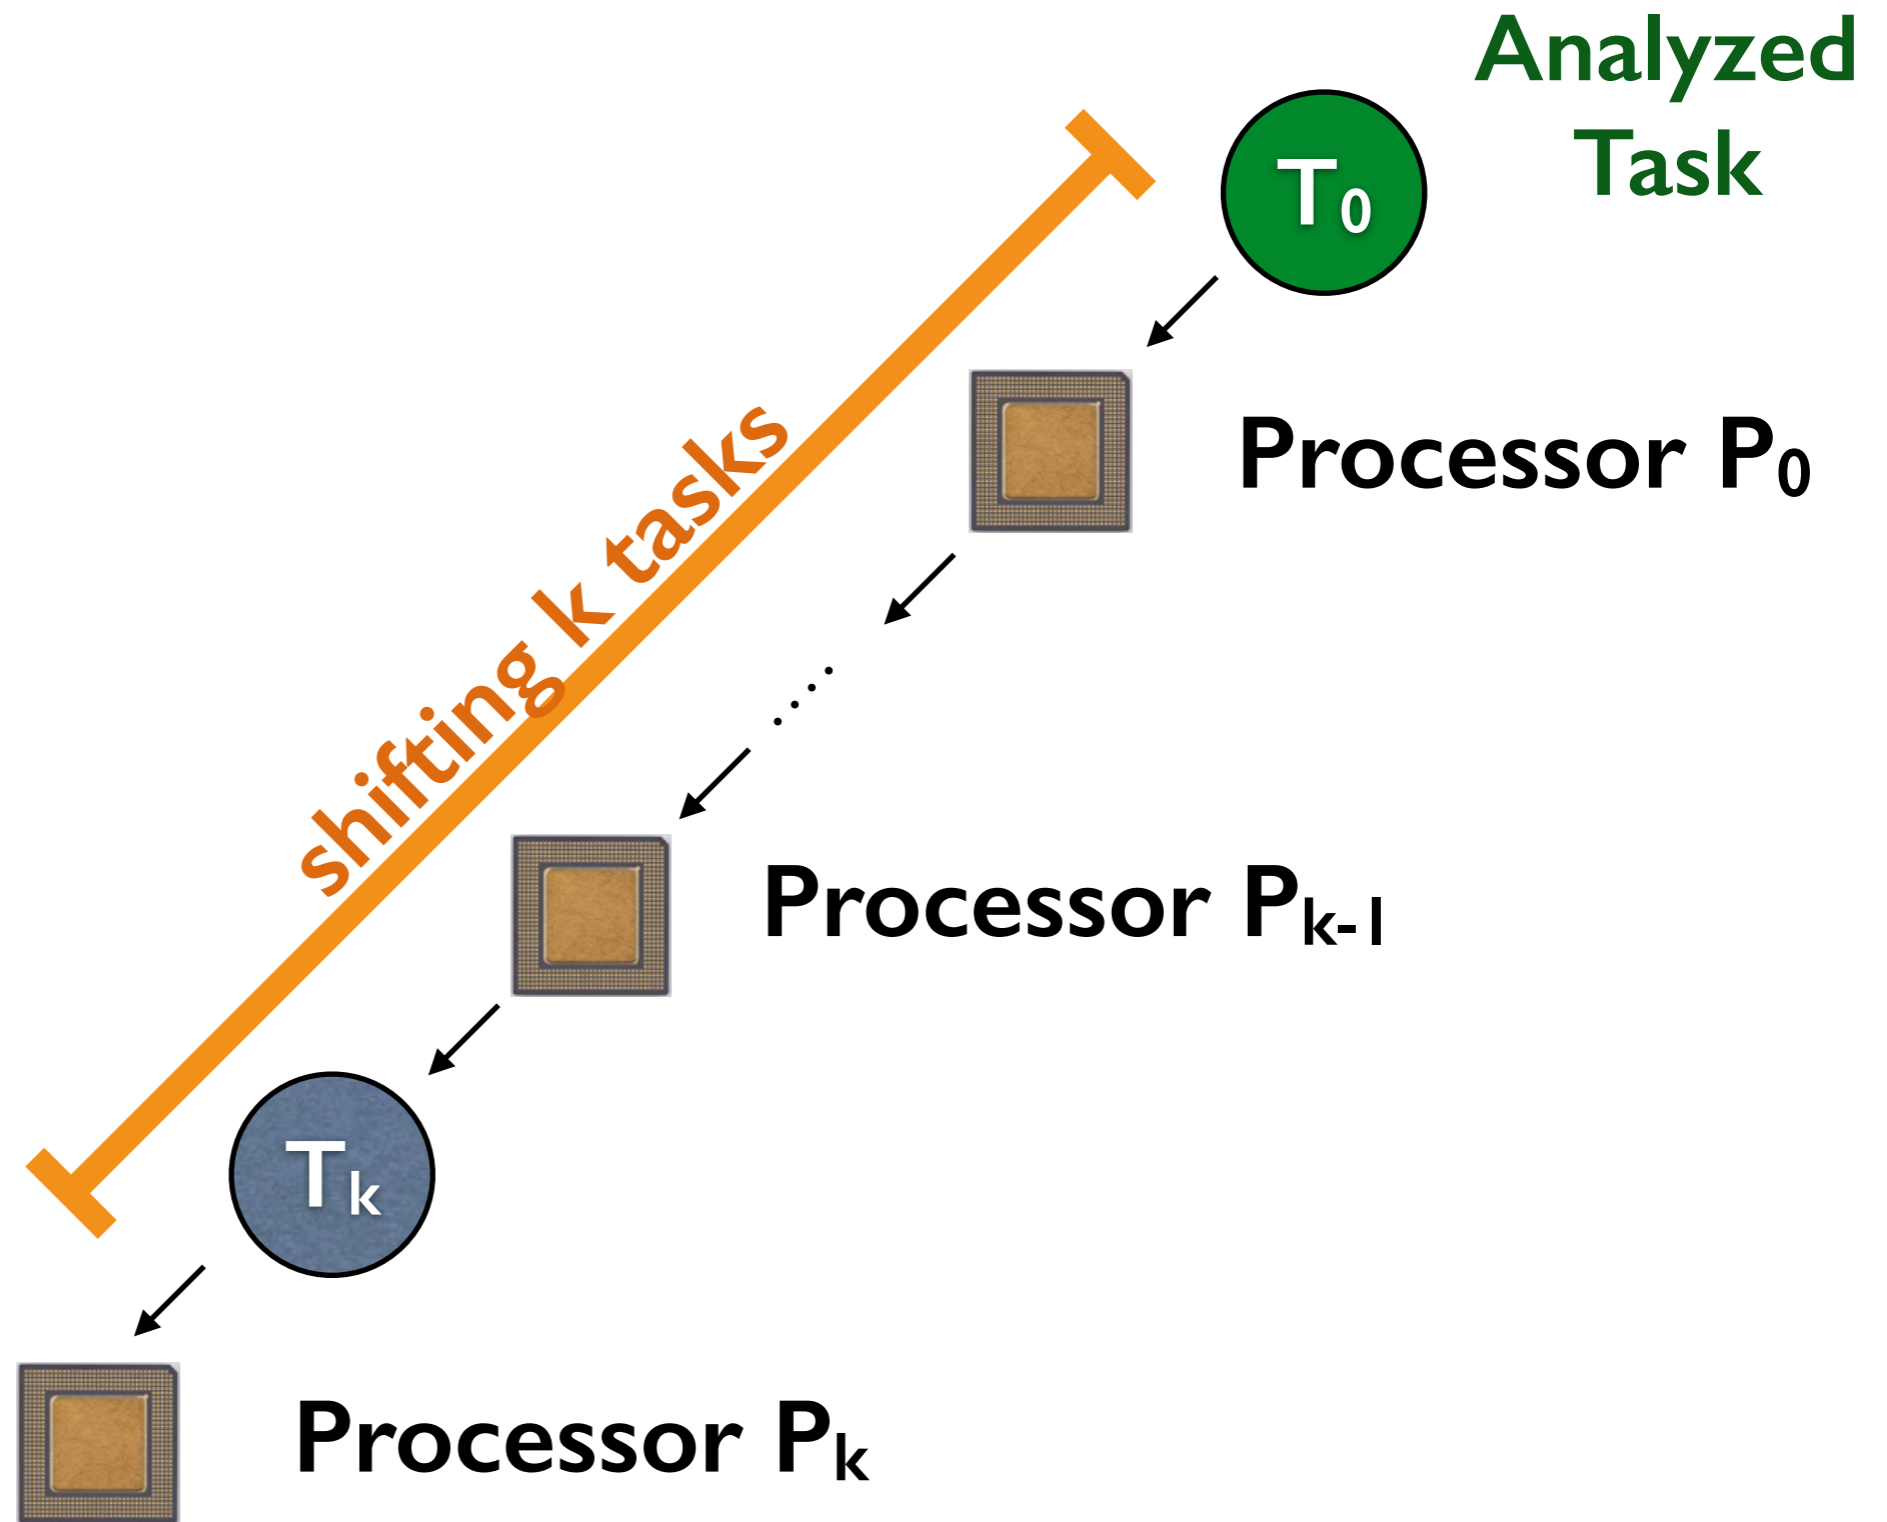 Analyzed
Task
T₀
Processor P₀
shifting k tasks
Processor Pₖ₋₁
Tₖ
Processor Pₖ